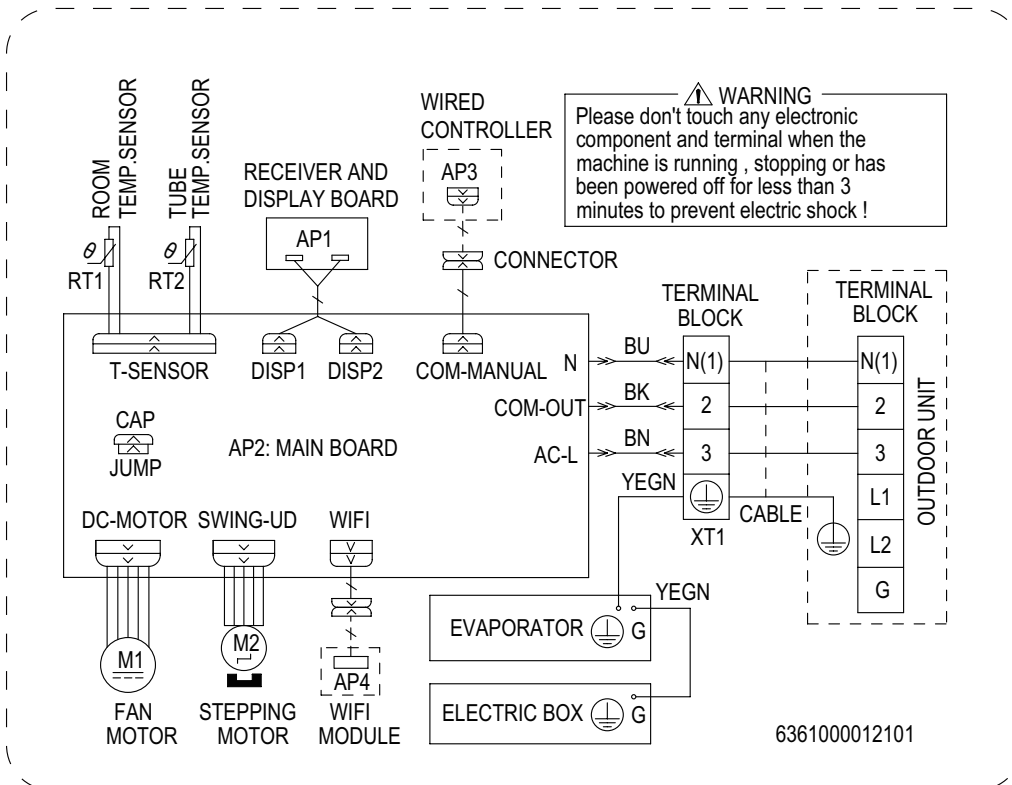 ROOM
TEMP.SENSOR
TUBE
TEMP.SENSOR
θ
RT1
θ
RT2
RECEIVER AND
DISPLAY BOARD
AP1
WIRED
CONTROLLER
AP3
CONNECTOR
WARNING
Please don't touch any electronic
component and terminal when the
machine is running , stopping or has
been powered off for less than 3
minutes to prevent electric shock !
T-SENSOR
DISP1
DISP2
COM-MANUAL
N
COM-OUT
AC-L
CAP
JUMP
AP2: MAIN BOARD
BU
BK
BN
YEGN
TERMINAL
BLOCK
N(1)
2
3
XT1
CABLE
TERMINAL
BLOCK
N(1)
2
3
L1
L2
G
OUTDOOR UNIT
DC-MOTOR
SWING-UD
WIFI
M1
FAN
MOTOR
M2
STEPPING
MOTOR
AP4
WIFI
MODULE
YEGN
EVAPORATOR
G
ELECTRIC BOX
G
6361000012101